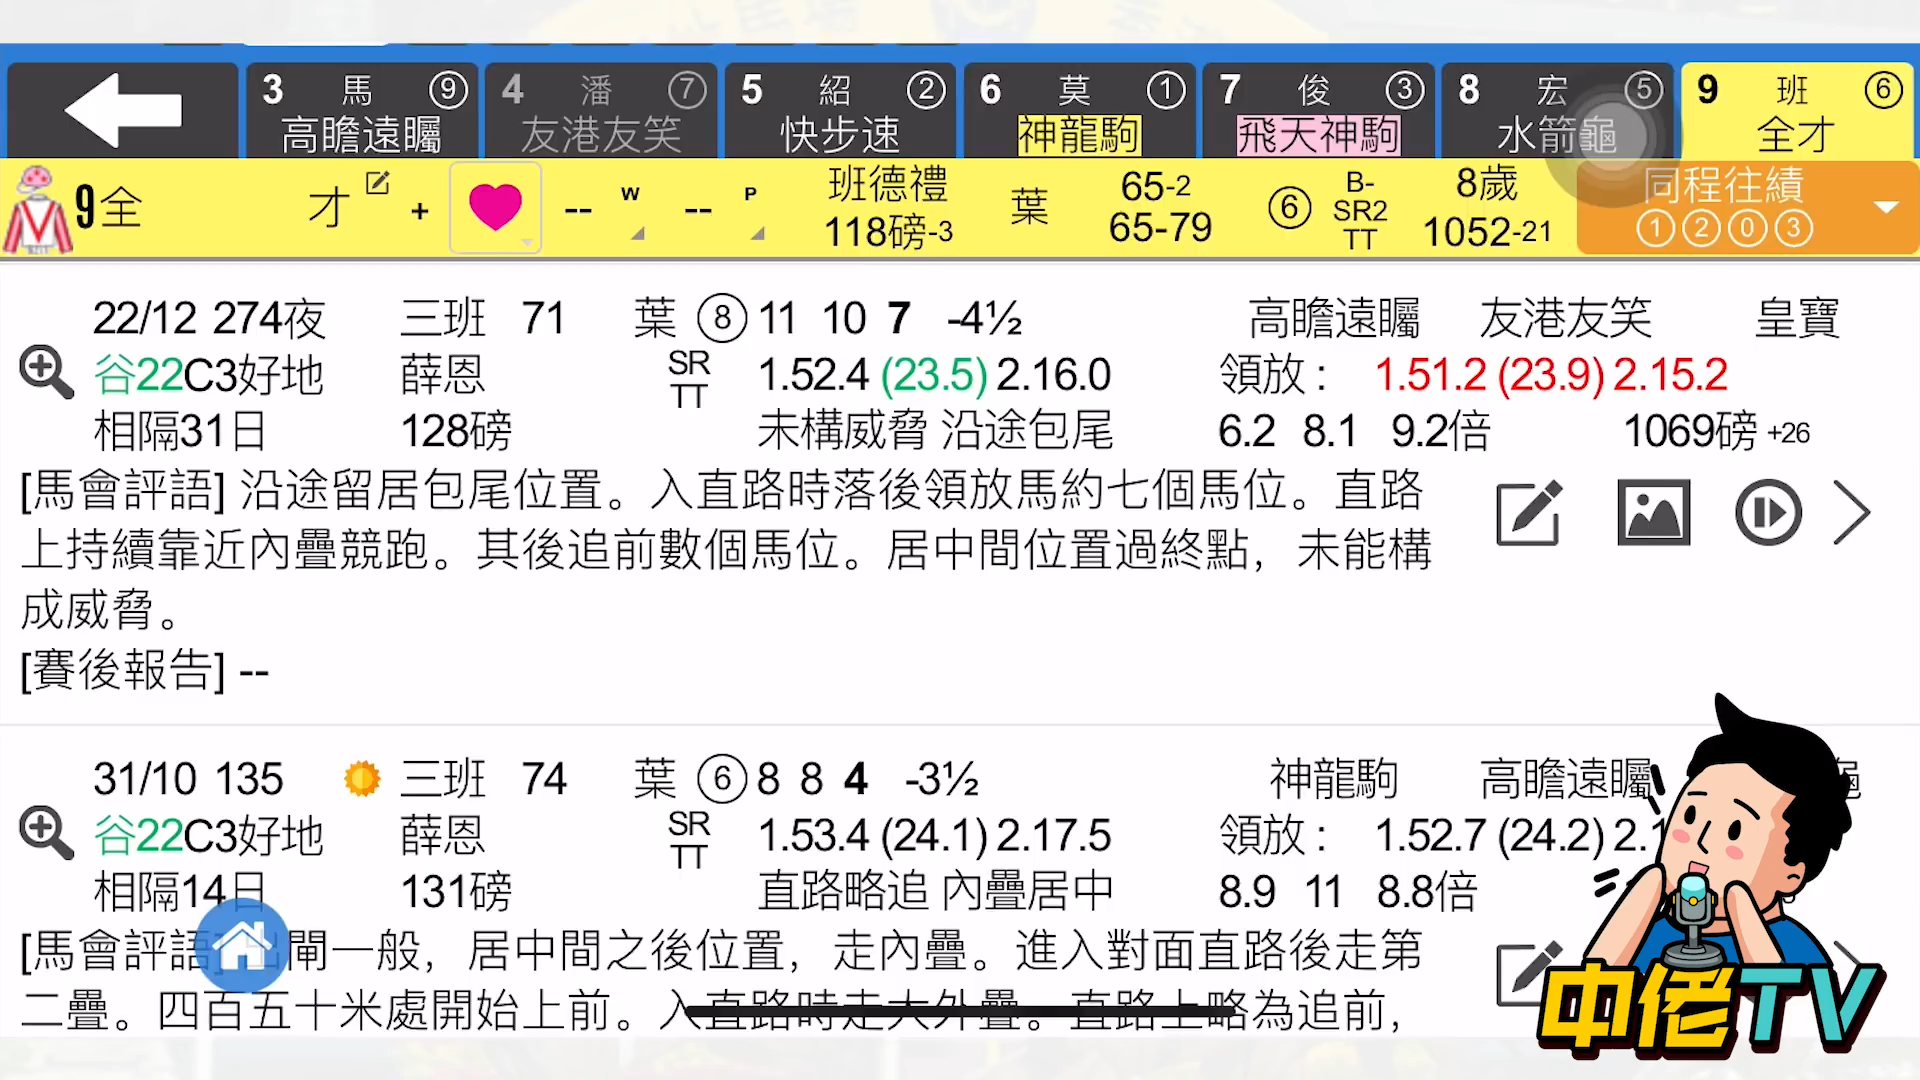 3 馬 ⑨
高瞻遠矚
4 潘 ⑦
友港友笑
5 紹 ②
快步速
6 莫 ①
神龍駒
7 俊 ③
飛天神駒
8 宏 ⑤
水箭龜
9 班 ⑥
全才
9全 才 + -- W -- P 班德禮 葉 65-2 ⑥ B- 8歲 同程往績
118磅-3 65-79 SR2 1052-21 ①②⓪③
TT
22/12 274夜 三班 71 葉 ⑧ 11 10 7 -4½ 高瞻遠矚 友港友笑 皇寶
谷22C3好地 薛恩 SR 1.52.4 (23.5) 2.16.0 領放: 1.51.2 (23.9) 2.15.2
TT
相隔31日 128磅 未構威脅 沿途包尾 6.2 8.1 9.2倍 1069磅 +26
[馬會評語] 沿途留居包尾位置。入直路時落後領放馬約七個馬位。直路
上持續靠近內疊競跑。其後追前數個馬位。居中間位置過終點，未能構
成威脅。
[賽後報告] --
31/10 135 三班 74 葉 ⑥ 8 8 4 -3½ 神龍駒 高瞻遠矚 龜
谷22C3好地 薛恩 SR 1.53.4 (24.1) 2.17.5 領放: 1.52.7 (24.2) 2.1
TT
相隔14日 131磅 直路略追 內疊居中 8.9 11 8.8倍
[馬會評語] 出閘一般，居中間之後位置，走內疊。進入對面直路後走第
二疊。四百五十米處開始上前。入直路時走大外疊。直路上略為追前，
中佬TV